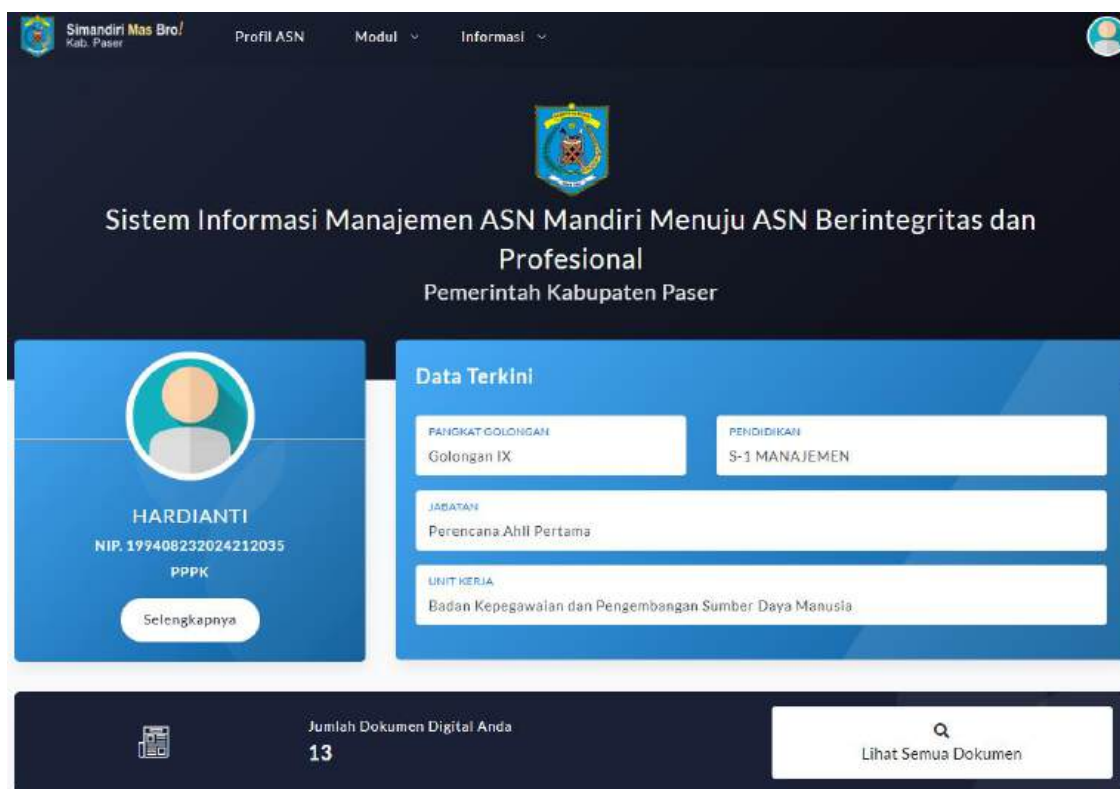 Simandiri Mas Bro!
Kab. Paser
Profil ASN
Modul
Informasi
Sistem Informasi Manajemen ASN Mandiri Menuju ASN Berintegritas dan
Profesional
Pemerintah Kabupaten Paser
HARDIANTI
NIP. 199408232024212035
PPPK
Selengkapnya
Data Terkini
PANGKAT GOLONGAN
Golongan IX
PENDIDIKAN
S-1 MANAJEMEN
JABATAN
Perencana Ahli Pertama
UNIT KERJA
Badan Kepegawaian dan Pengembangan Sumber Daya Manusia
Jumlah Dokumen Digital Anda
13
Lihat Semua Dokumen